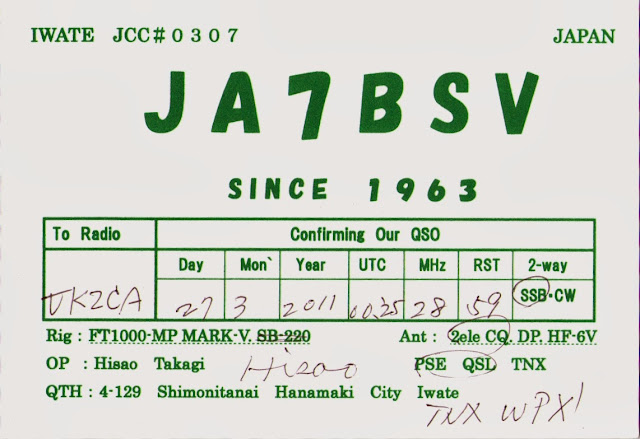 IWATE JCC#0307 JAPAN
JA7BSV
SINCE 1963
To Radio Confirming Our QSO
Day Mon` Year UTC MHz RST 2-way
VK2CA 27 3 2011 00.25 28 59 SSB・CW
Rig : FT1000-MP MARK-V. SB-220 Ant : 2ele CQ. DP. HF-6V
OP : Hisao Takagi Hisao PSE QSL TNX
QTH : 4-129 Shimonitanai Hanamaki City Iwate
TNX WPX!